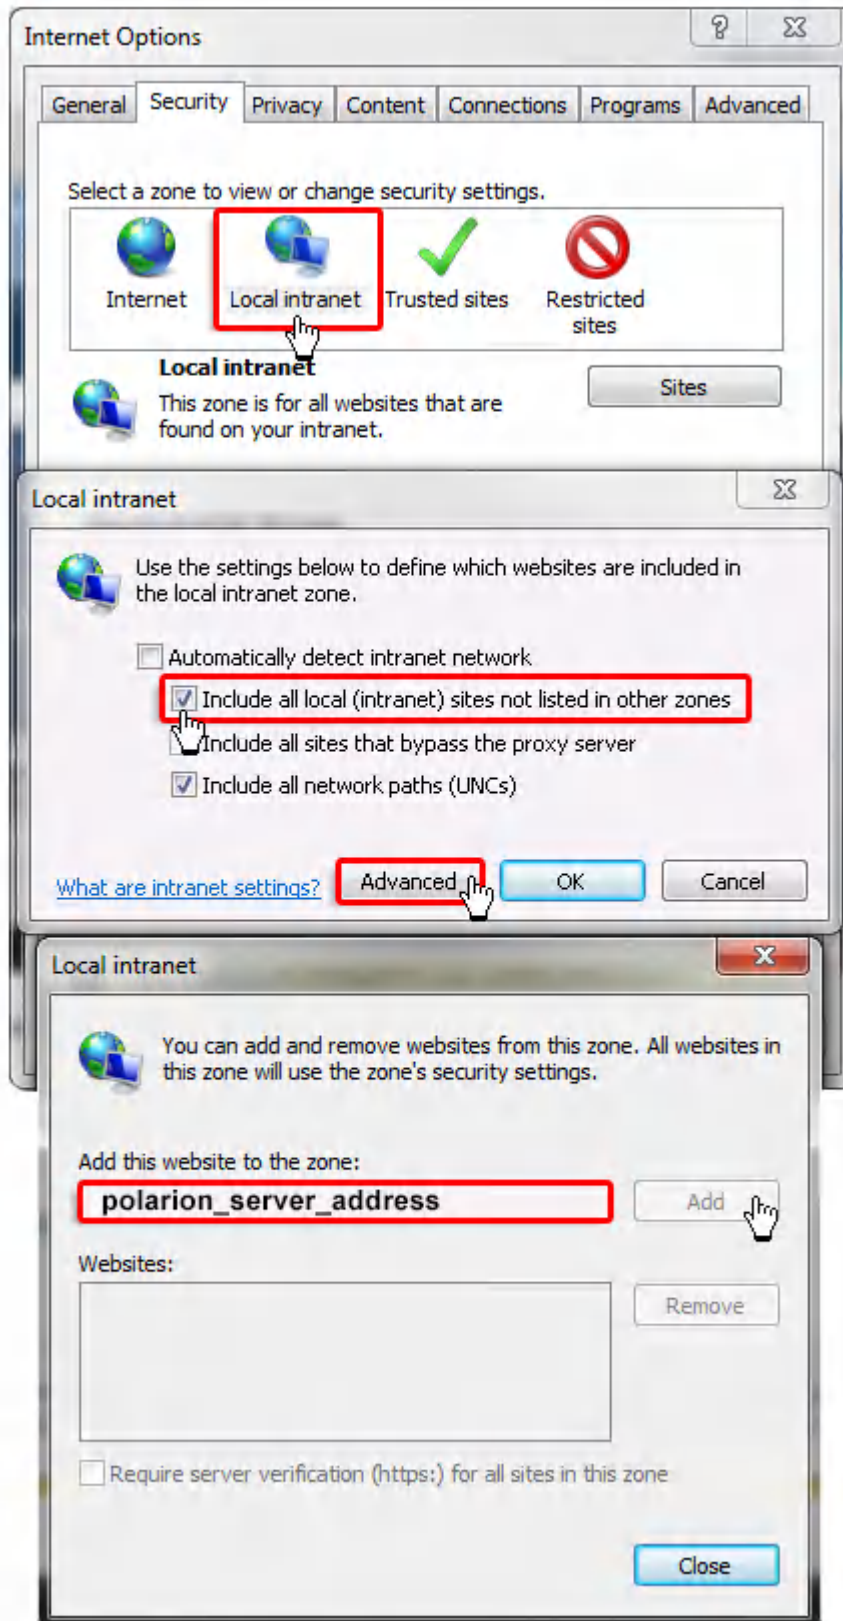 Internet Options
General Security Privacy Content Connections Programs Advanced
Select a zone to view or change security settings.
Internet Local intranet Trusted sites Restricted
sites
Local intranet
Sites
This zone is for all websites that are
found on your intranet.
Local intranet
Use the settings below to define which websites are included in
the local intranet zone.
Automatically detect intranet network
Include all local (intranet) sites not listed in other zones
Include all sites that bypass the proxy server
Include all network paths (UNCs)
What are intranet settings? Advanced OK Cancel
Local intranet
You can add and remove websites from this zone. All websites in
this zone will use the zone's security settings.
Add this website to the zone:
polarion_server_address Add
Websites:
Remove
Require server verification (https:) for all sites in this zone
Close